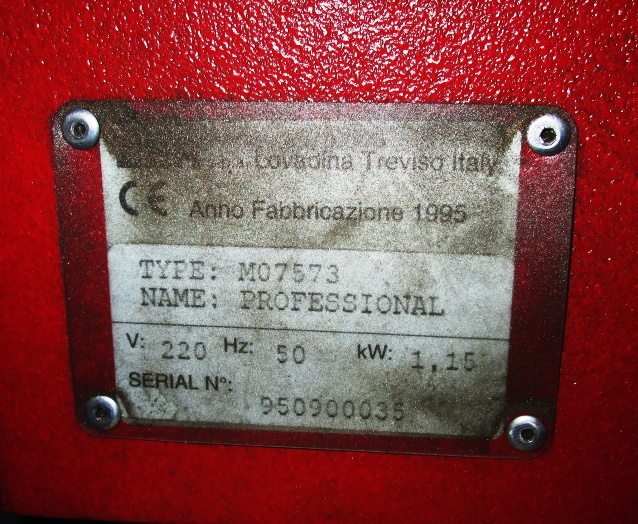 Lovadina Treviso Italy
CE Anno Fabbricazione 1995
TYPE: M07573
NAME: PROFESSIONAL
V: 220 Hz: 50 kW: 1,15
SERIAL N°:
950900035